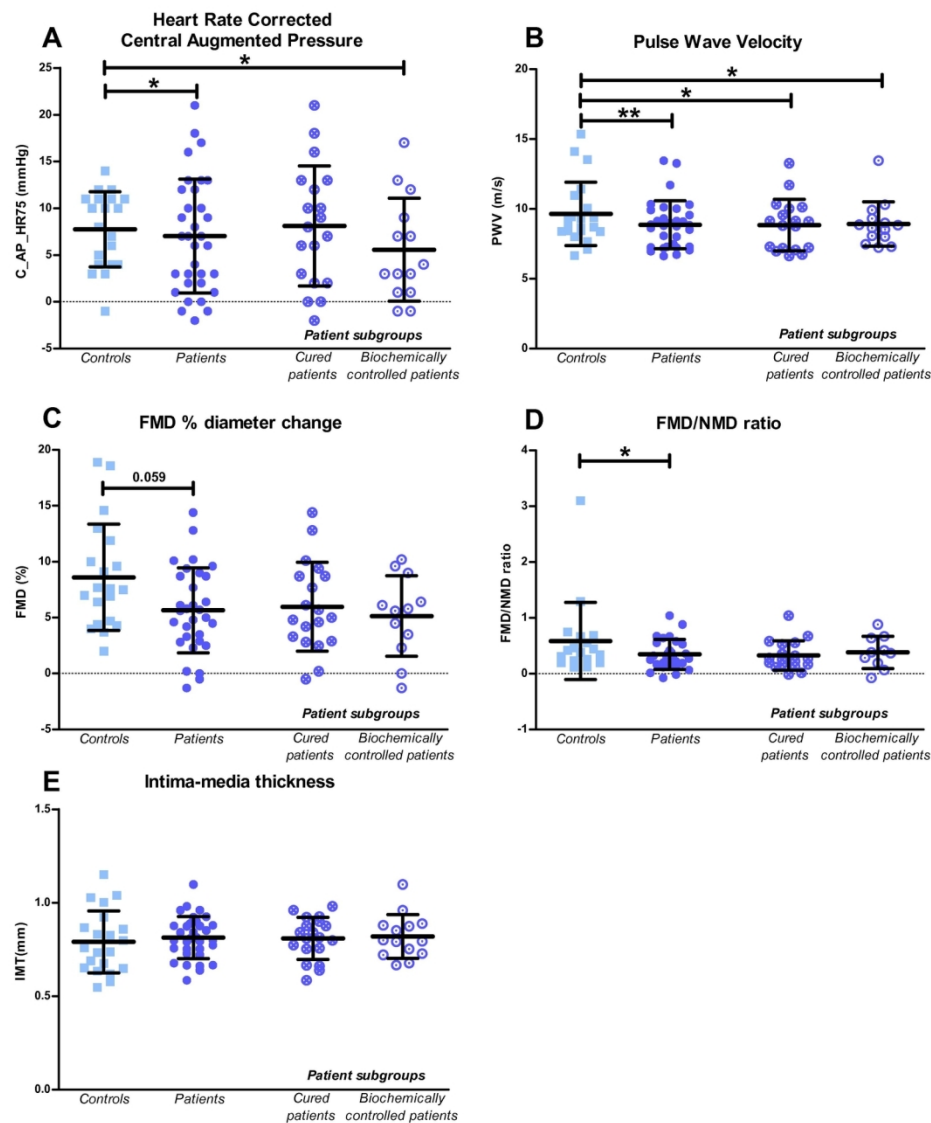 A
Heart Rate Corrected
Central Augmented Pressure
25
20
15
10
5
0
-5
C_AP_HR75 (mmHg)
*
*
Patient subgroups
Controls
Patients
Cured
patients
Biochemically
controlled patients
B
Pulse Wave Velocity
20
15
10
5
0
PWV (m/s)
*
*
**
Patient subgroups
Controls
Patients
Cured
patients
Biochemically
controlled patients
C
FMD % diameter change
20
15
10
5
0
-5
FMD (%)
0.059
Patient subgroups
Controls
Patients
Cured
patients
Biochemically
controlled patients
D
FMD/NMD ratio
4
3
2
1
0
-1
FMD/NMD ratio
*
Patient subgroups
Controls
Patients
Cured
patients
Biochemically
controlled patients
E
Intima-media thickness
1.5
1.0
0.5
0.0
IMT(mm)
Patient subgroups
Controls
Patients
Cured
patients
Biochemically
controlled patients